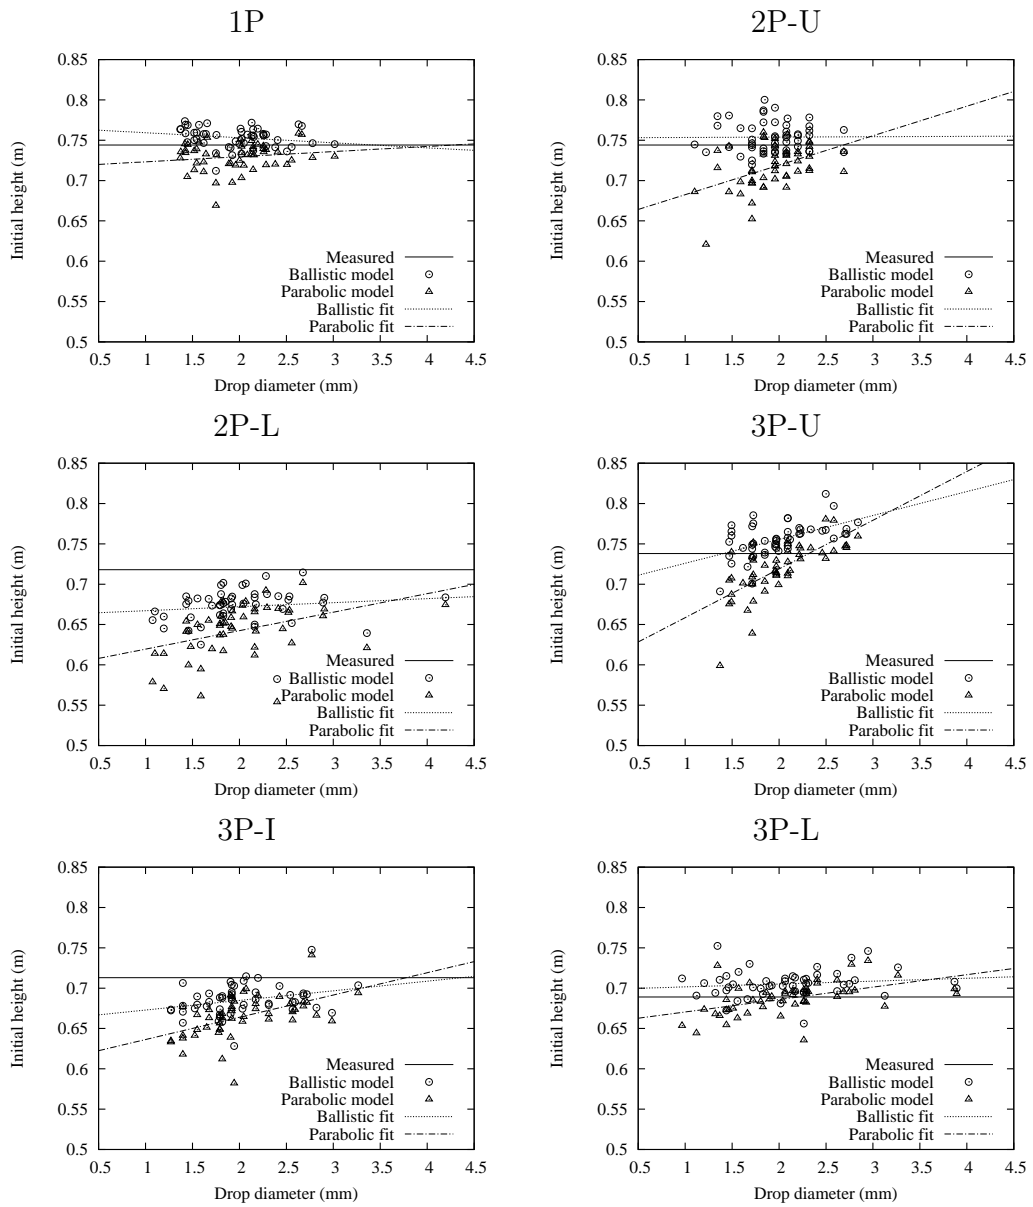 1P
0.85
0.8
0.75
0.7
0.65
0.6
0.55
0.5
Initial height (m)
Measured
Ballistic model
Parabolic model
Ballistic fit
Parabolic fit
0.5 1 1.5 2 2.5 3 3.5 4 4.5
Drop diameter (mm)
2P-U
0.85
0.8
0.75
0.7
0.65
0.6
0.55
0.5
Initial height (m)
Measured
Ballistic model
Parabolic model
Ballistic fit
Parabolic fit
0.5 1 1.5 2 2.5 3 3.5 4 4.5
Drop diameter (mm)
2P-L
0.85
0.8
0.75
0.7
0.65
0.6
0.55
0.5
Initial height (m)
Measured
Ballistic model
Parabolic model
Ballistic fit
Parabolic fit
0.5 1 1.5 2 2.5 3 3.5 4 4.5
Drop diameter (mm)
3P-U
0.85
0.8
0.75
0.7
0.65
0.6
0.55
0.5
Initial height (m)
Measured
Ballistic model
Parabolic model
Ballistic fit
Parabolic fit
0.5 1 1.5 2 2.5 3 3.5 4 4.5
Drop diameter (mm)
3P-I
0.85
0.8
0.75
0.7
0.65
0.6
0.55
0.5
Initial height (m)
Measured
Ballistic model
Parabolic model
Ballistic fit
Parabolic fit
0.5 1 1.5 2 2.5 3 3.5 4 4.5
Drop diameter (mm)
3P-L
0.85
0.8
0.75
0.7
0.65
0.6
0.55
0.5
Initial height (m)
Measured
Ballistic model
Parabolic model
Ballistic fit
Parabolic fit
0.5 1 1.5 2 2.5 3 3.5 4 4.5
Drop diameter (mm)